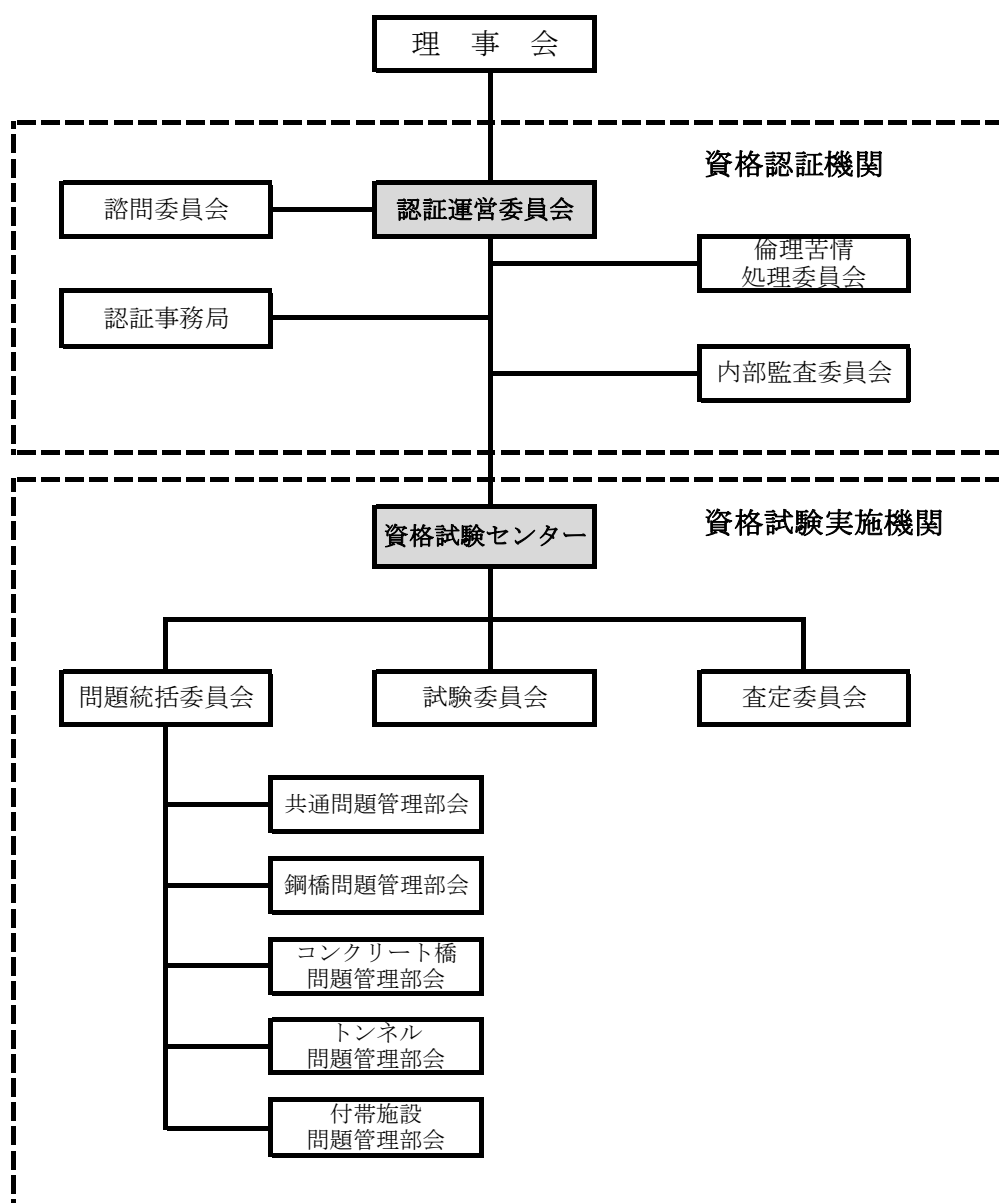 理 事 会
資格認証機関
諮問委員会
認証運営委員会
倫理苦情
処理委員会
認証事務局
内部監査委員会
資格試験センター
資格試験実施機関
問題統括委員会
試験委員会
査定委員会
共通問題管理部会
鋼橋問題管理部会
コンクリート橋
問題管理部会
トンネル
問題管理部会
付帯施設
問題管理部会